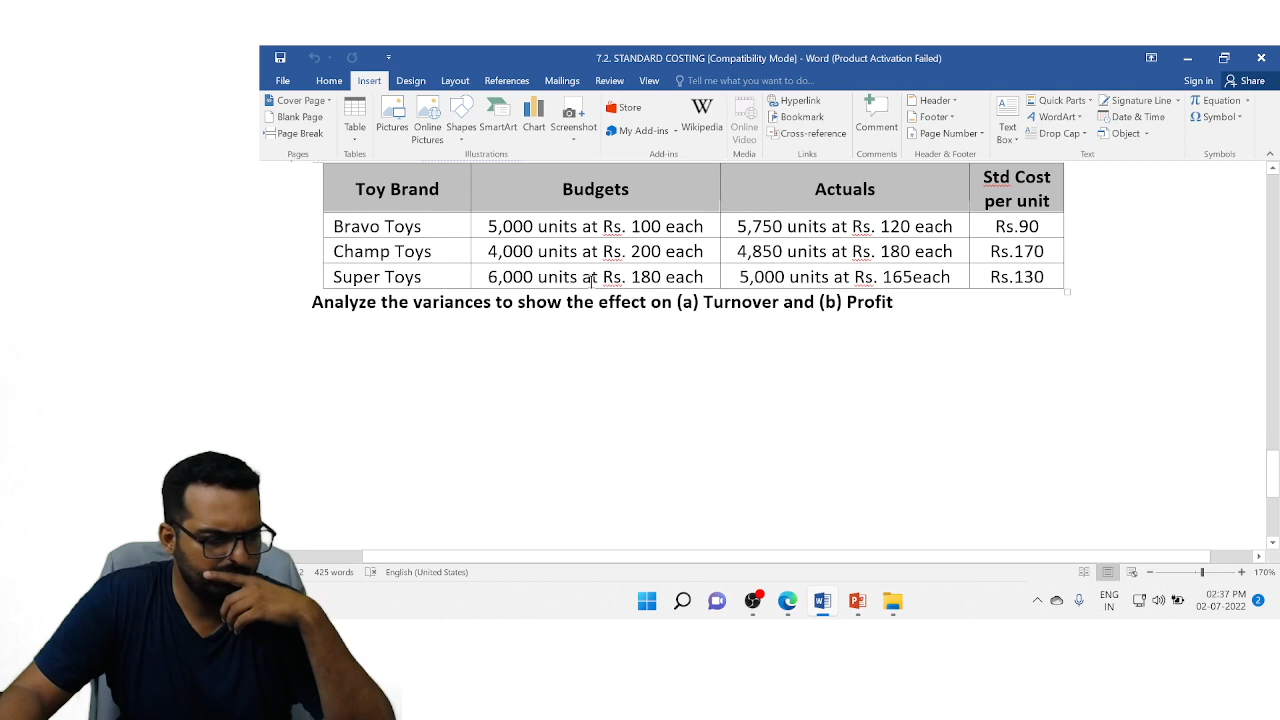 7.2. STANDARD COSTING [Compatibility Mode] - Word (Product Activation Failed)
File Home Insert Design Layout References Mailings Review View Tell me what you want to do... Sign in Share
Cover Page
Blank Page
Page Break
Pages
Table
Tables
Pictures
Online Pictures
Shapes
SmartArt
Chart
Screenshot
Illustrations
Store
My Add-ins
Wikipedia
Add-ins
Online Video
Media
Hyperlink
Bookmark
Cross-reference
Links
Comment
Comments
Header
Footer
Page Number
Header & Footer
Text Box
Quick Parts
WordArt
Drop Cap
Signature Line
Date & Time
Object
Text
Equation
Symbol
Symbols
Toy Brand Budgets Actuals Std Cost per unit
Bravo Toys 5,000 units at Rs. 100 each 5,750 units at Rs. 120 each Rs.90
Champ Toys 4,000 units at Rs. 200 each 4,850 units at Rs. 180 each Rs.170
Super Toys 6,000 units at Rs. 180 each 5,000 units at Rs. 165each Rs.130
Analyze the variances to show the effect on (a) Turnover and (b) Profit
2 425 words English (United States) 170%
ENG
IN
02:37 PM
02-07-2022
2